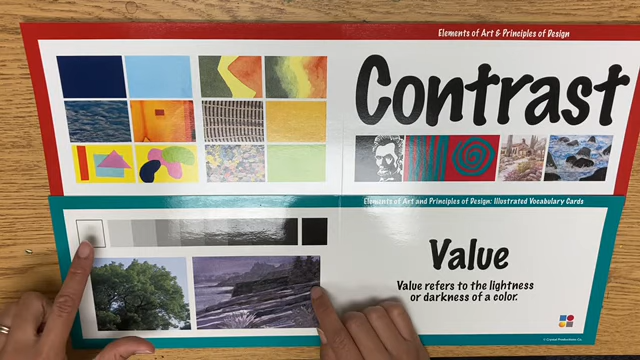 Elements of Art & Principles of Design
Contrast
Elements of Art and Principles of Design: Illustrated Vocabulary Cards
Value
Value refers to the lightness
or darkness of a color.